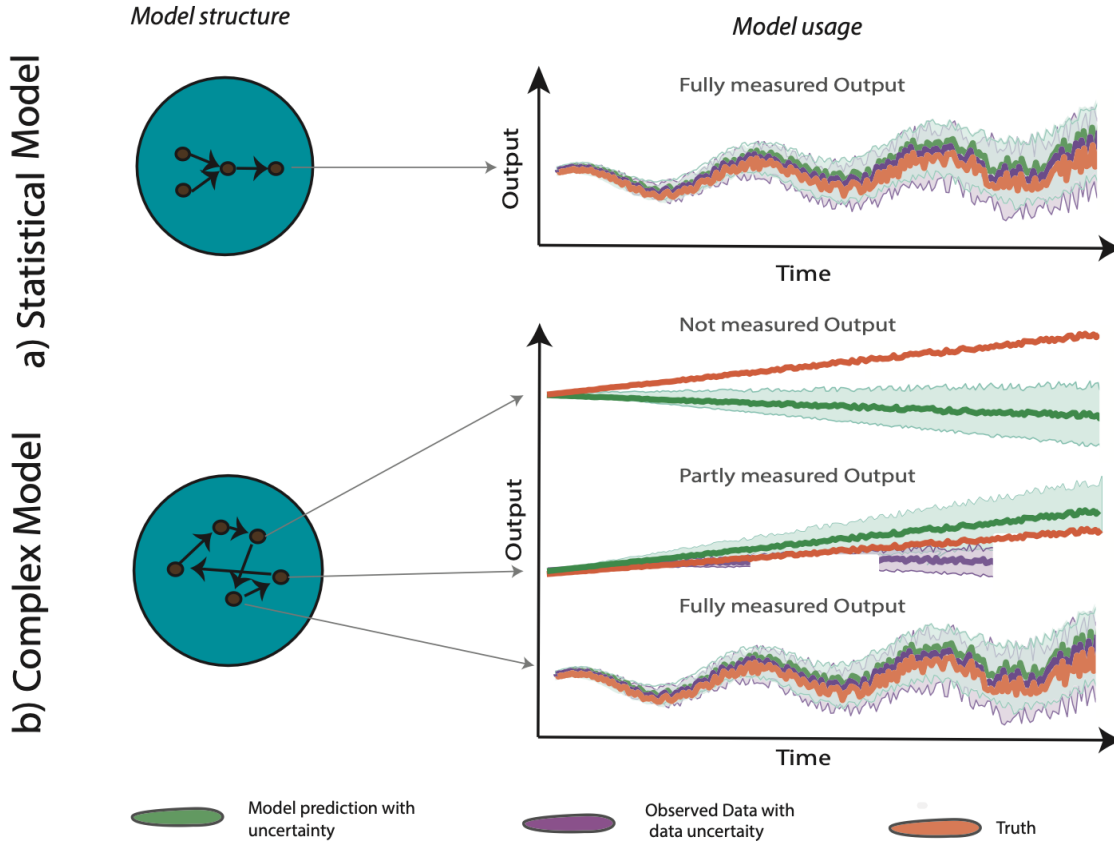 Model structure
Model usage
a) Statistical Model
Fully measured Output
Output
Time
b) Complex Model
Not measured Output
Partly measured Output
Output
Fully measured Output
Time
Model prediction with
uncertainty
Observed Data with
data uncertaity
Truth